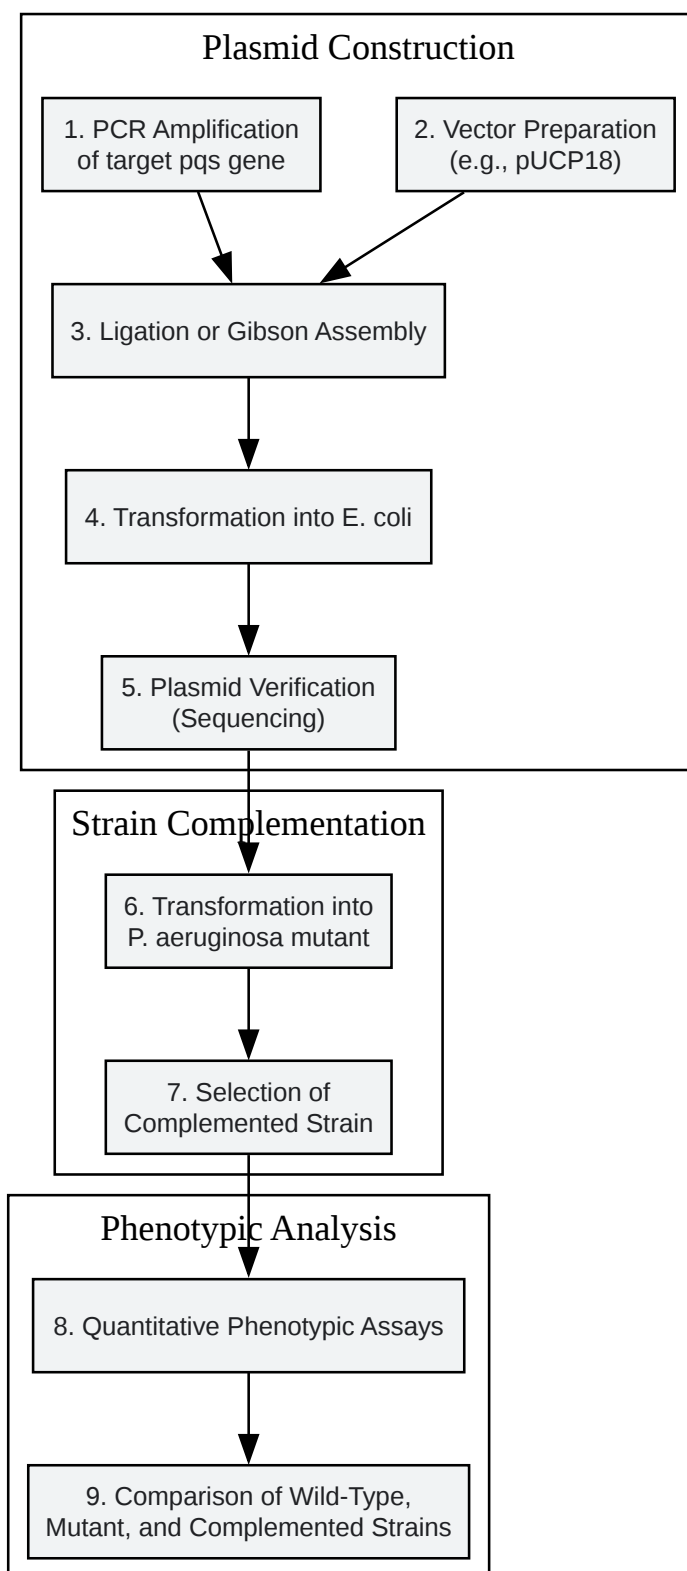 Plasmid Construction
1. PCR Amplification
of target pqs gene
2. Vector Preparation
(e.g., pUCP18)
3. Ligation or Gibson Assembly
4. Transformation into E. coli
5. Plasmid Verification
(Sequencing)
Strain Complementation
6. Transformation into
P. aeruginosa mutant
7. Selection of
Complemented Strain
Phenotypic Analysis
8. Quantitative Phenotypic Assays
9. Comparison of Wild-Type,
Mutant, and Complemented Strains